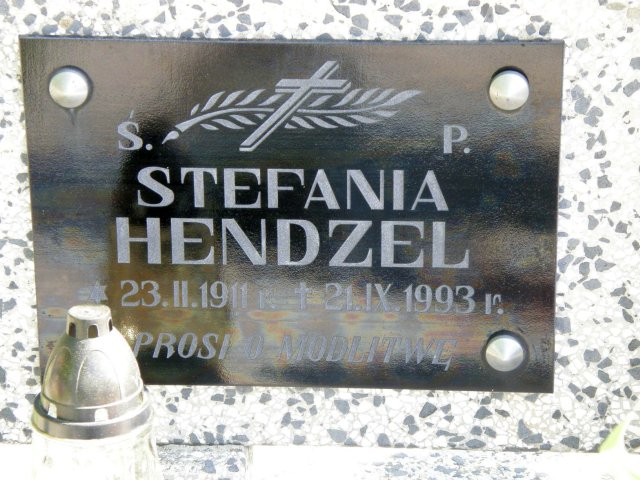 Ś. P.
STEFANIA
HENDZEL
* 23.II.1911 r. † 21.IX.1993 r.
PROSI O MODLITWĘ